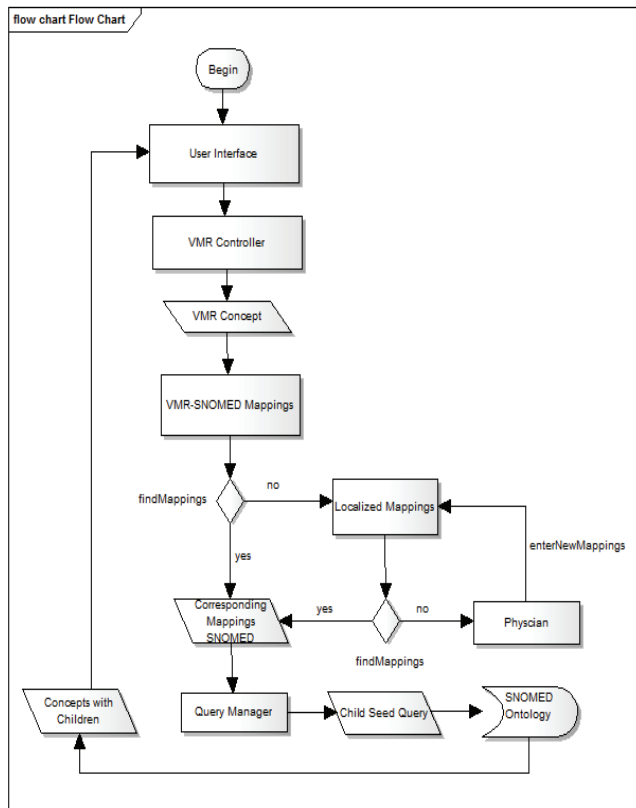 flow chart Flow Chart
Begin
User Interface
VMR Controller
VMR Concept
VMR-SNOMED Mappings
findMappings
no
Localized Mappings
enterNewMappings
yes
Corresponding
Mappings
SNOMED
yes
no
Physcian
findMappings
Concepts with
Children
Query Manager
Child Seed Query
SNOMED
Ontology